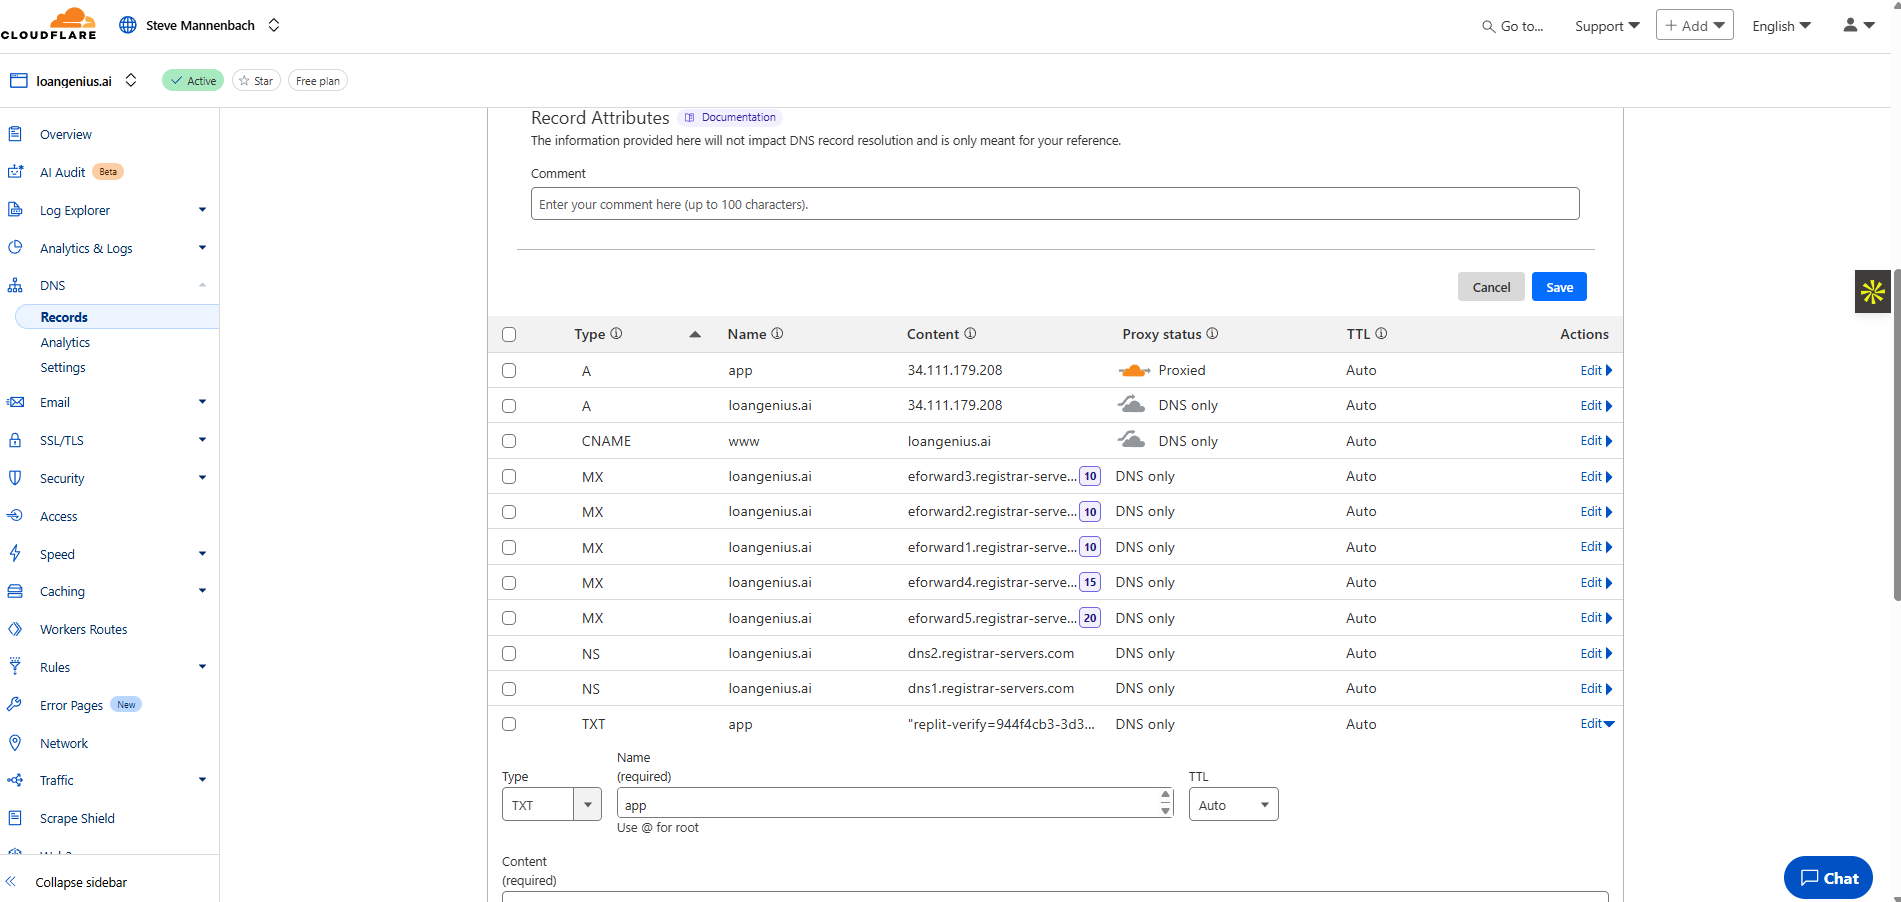 CLOUDFLARE
Steve Mannenbach
Go to...
Support
+ Add
English
loangenius.ai
Active
Star
Free plan
Overview
AI Audit Beta
Log Explorer
Analytics & Logs
DNS
Records
Analytics
Settings
Email
SSL/TLS
Security
Access
Speed
Caching
Workers Routes
Rules
Error Pages New
Network
Traffic
Scrape Shield
Collapse sidebar
Record Attributes Documentation
The information provided here will not impact DNS record resolution and is only meant for your reference.
Comment
Enter your comment here (up to 100 characters).
Cancel Save
Type Name Content Proxy status TTL Actions
A app 34.111.179.208 Proxied Auto Edit
A loangenius.ai 34.111.179.208 DNS only Auto Edit
CNAME www loangenius.ai DNS only Auto Edit
MX loangenius.ai eforward3.registrar-serve... 10 DNS only Auto Edit
MX loangenius.ai eforward2.registrar-serve... 10 DNS only Auto Edit
MX loangenius.ai eforward1.registrar-serve... 10 DNS only Auto Edit
MX loangenius.ai eforward4.registrar-serve... 15 DNS only Auto Edit
MX loangenius.ai eforward5.registrar-serve... 20 DNS only Auto Edit
NS loangenius.ai dns2.registrar-servers.com DNS only Auto Edit
NS loangenius.ai dns1.registrar-servers.com DNS only Auto Edit
TXT app "replit-verify=944f4cb3-3d3... DNS only Auto Edit
Name
Type (required) TTL
TXT app Auto
Use @ for root
Content
(required)
Chat